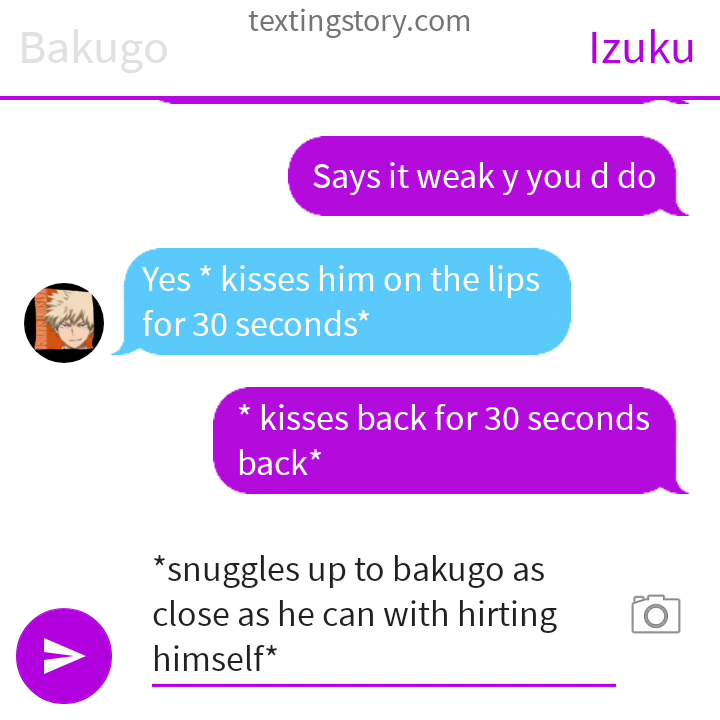 textingstory.com
Bakugo
Izuku
Says it weak y you d do
Yes * kisses him on the lips
for 30 seconds*
* kisses back for 30 seconds
back*
*snuggles up to bakugo as
close as he can with hirting
himself*